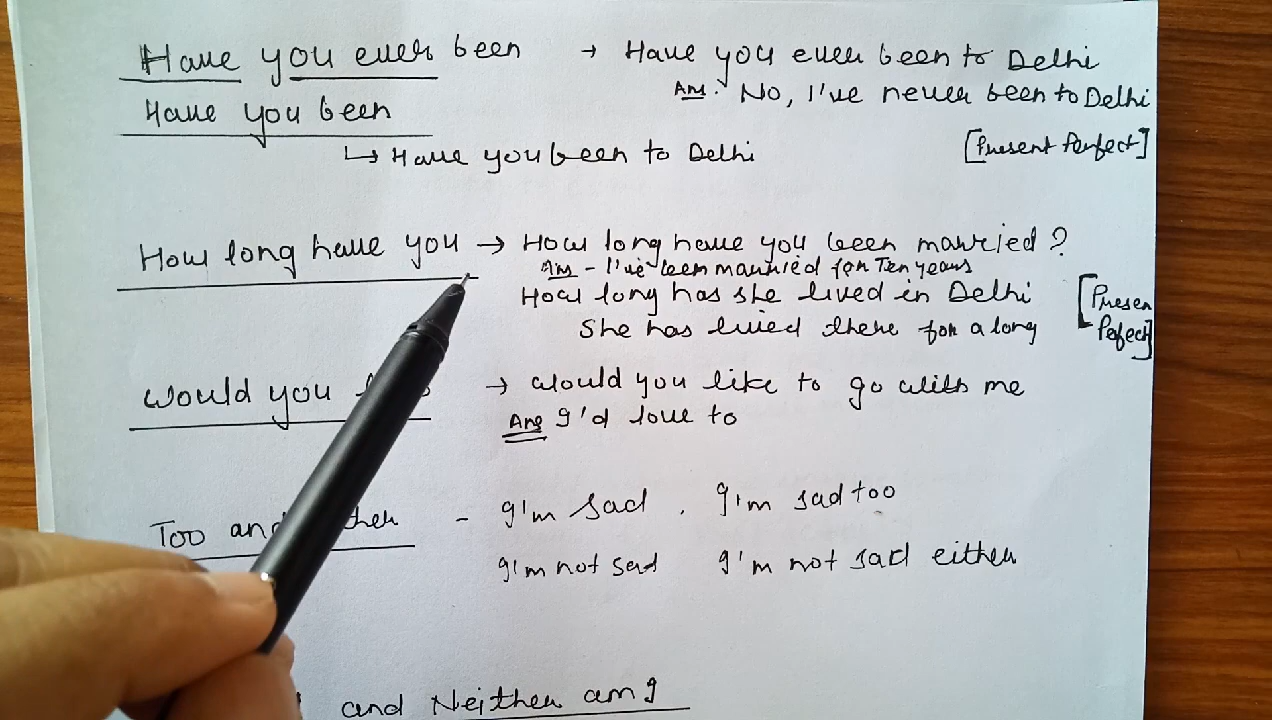 Have you ever been → Have you ever been to Delhi
Ans. No, I've never been to Delhi
Have you been
[Present Perfect]
↳ Have you been to Delhi
How long have you → How long have you been married?
Ans - I've been married for Ten years
How long has she lived in Delhi
[Presen
She has lived there for a long
Pefect]
Would you → Would you like to go with me
Ans I'd love to
Too and - I'm sad. I'm sad too
I'm not sad I'm not sad either
and Neither am I